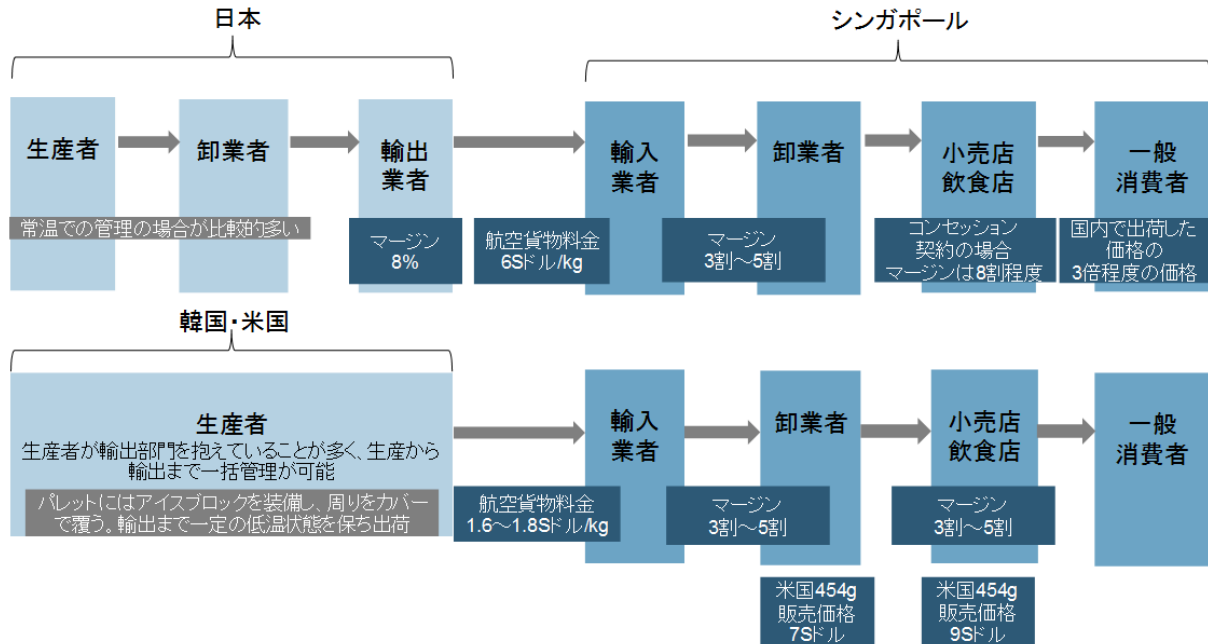 日本
シンガポール
生産者
卸業者
輸出
業者
輸入
業者
卸業者
小売店
飲食店
一般
消費者
常温での管理の場合が比較的多い
マージン
8%
航空貨物料金
6Sドル/kg
マージン
3割～5割
コンセッション
契約の場合
マージンは8割程度
国内で出荷した
価格の
3倍程度の価格
韓国・米国
生産者
生産者が輸出部門を抱えていることが多く、生産から
輸出まで一括管理が可能
パレットにはアイスブロックを装備し、周りをカバー
で覆う。輸出まで一定の低温状態を保ち出荷
輸入
業者
卸業者
小売店
飲食店
一般
消費者
航空貨物料金
1.6～1.8Sドル/kg
マージン
3割～5割
マージン
3割～5割
米国454g
販売価格
7Sドル
米国454g
販売価格
9Sドル